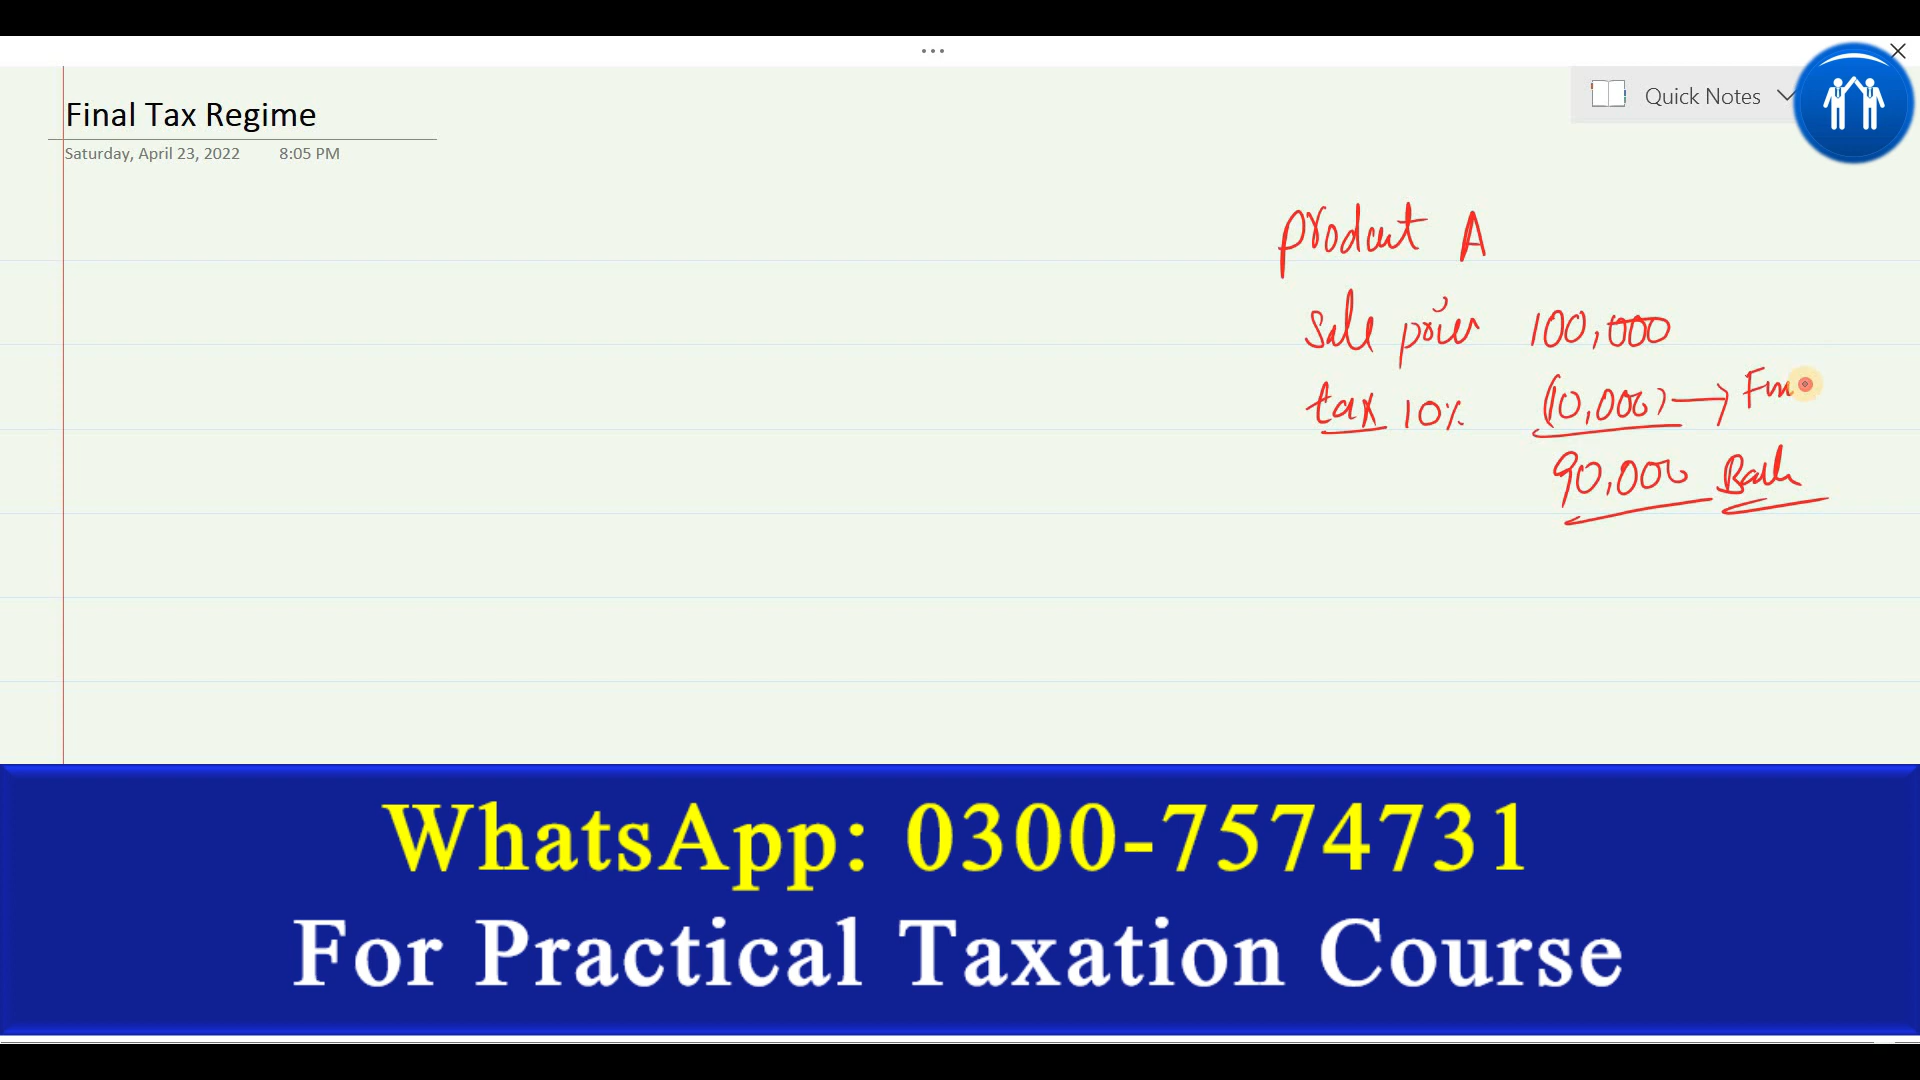 Final Tax Regime
Saturday, April 23, 2022 8:05 PM
Quick Notes
Product A
Sale price 100,000
tax 10% (10,000) → Fin
90,000 Bank
WhatsApp: 0300-7574731
For Practical Taxation Course